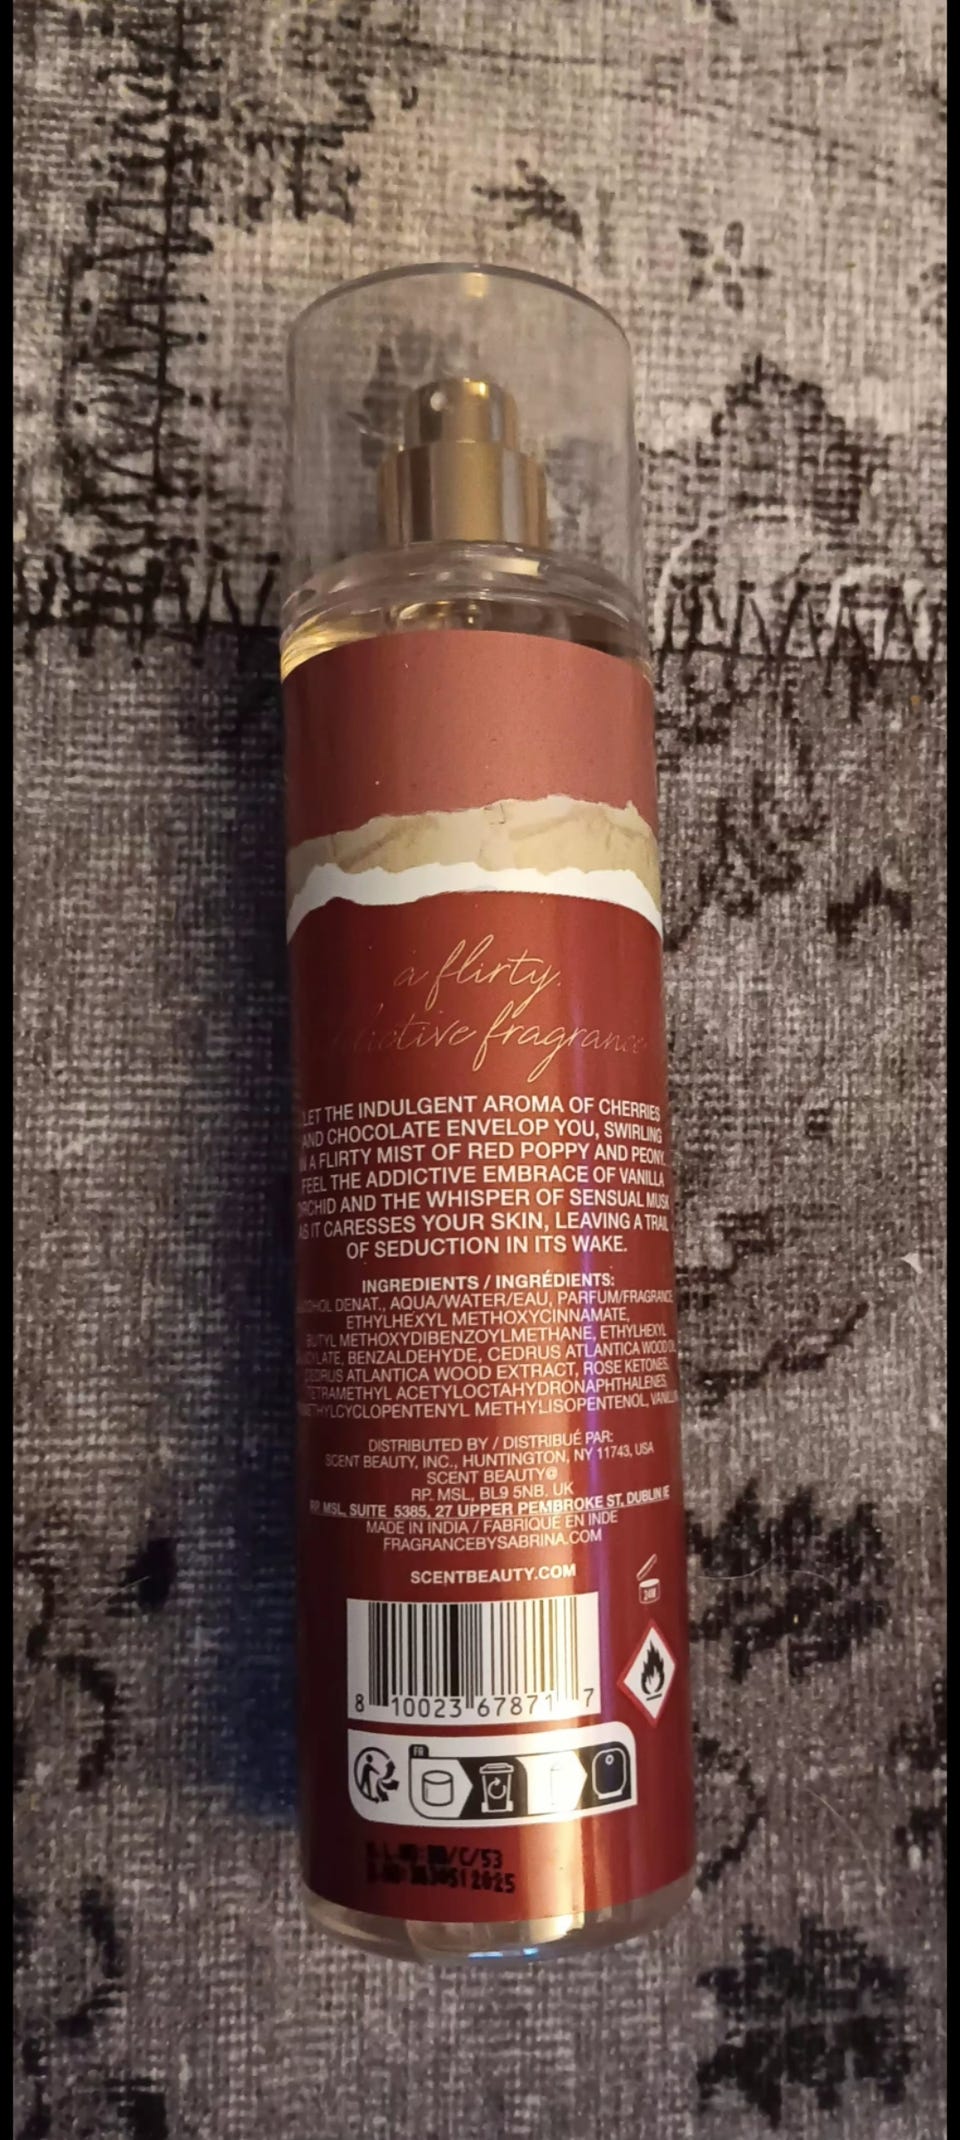 a flirty,
fragrance
LET THE INDULGENT AROMA OF CHERRIES
AND CHOCOLATE ENVELOP YOU, SWIRLING
IN A FLIRTY MIST OF RED POPPY AND PEONY.
FEEL THE ADDICTIVE EMBRACE OF VANILLA
ORCHID AND THE WHISPER OF SENSUAL MUSK
AS IT CARESSES YOUR SKIN, LEAVING A TRAIL
OF SEDUCTION IN ITS WAKE.
INGREDIENTS / INGRÉDIENTS:
ALCOHOL DENAT., AQUA/WATER/EAU, PARFUM/FRAGRANCE,
ETHYLHEXYL METHOXYCINNAMATE,
BUTYL METHOXYDIBENZOYLMETHANE, ETHYLHEXYL
BENZALDEHYDE, CEDRUS ATLANTICA WOOD OIL,
CEDRUS ATLANTICA WOOD EXTRACT, ROSE KETONES,
TETRAMETHYL ACETYLOCTAHYDRONAPHTHALENES,
METHYLISOPENTENOL,
DISTRIBUTED BY / DISTRIBUÉ PAR:
SCENT BEAUTY, INC., HUNTINGTON, NY 11743, USA
SCENT BEAUTY@
RP. MSL, BL9 5NB. UK
RP. MSL, SUITE 5385, 27 UPPER PEMBROKE ST, DUBLIN IE
MADE IN INDIA / FABRIQUÉ EN INDE
FRAGRANCEBYSABRINA.COM
SCENTBEAUTY.COM
24M
8 10023 67871 7
FR
/C/53
2025